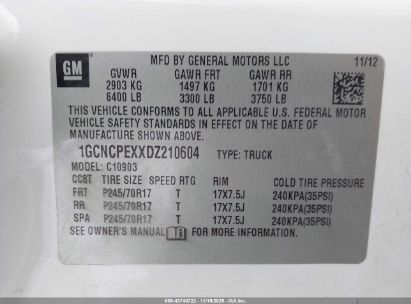 GM
MFD BY GENERAL MOTORS LLC 11/12
GVWR GAWR FRT GAWR RR
2903 KG 1497 KG 1701 KG
6400 LB 3300 LB 3750 LB
THIS VEHICLE CONFORMS TO ALL APPLICABLE U.S. FEDERAL MOTOR
VEHICLE SAFETY STANDARDS IN EFFECT ON THE DATE OF
MANUFACTURE SHOWN ABOVE.
1GCNCPEXXDZ210604 TYPE: TRUCK
MODEL: C10903
CC8T TIRE SIZE SPEED RTG RIM COLD TIRE PRESSURE
FRT P245/70R17 T 17X7.5J 240KPA(35PSI)
RR P245/70R17 T 17X7.5J 240KPA(35PSI)
SPA P245/70R17 T 17X7.5J 240KPA(35PSI)
SEE OWNER'S MANUAL FOR MORE INFORMATION.